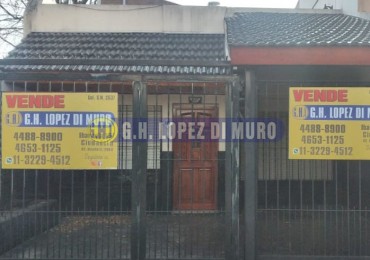 VENDE
G.H. LOPEZ DI MURO
4488-8900
4653-1125
11-3229-4512
G.H. LOPEZ DI MURO
VENDE
G.H. LOPEZ DI MURO
4488-8900
4653-1125
11-3229-4512